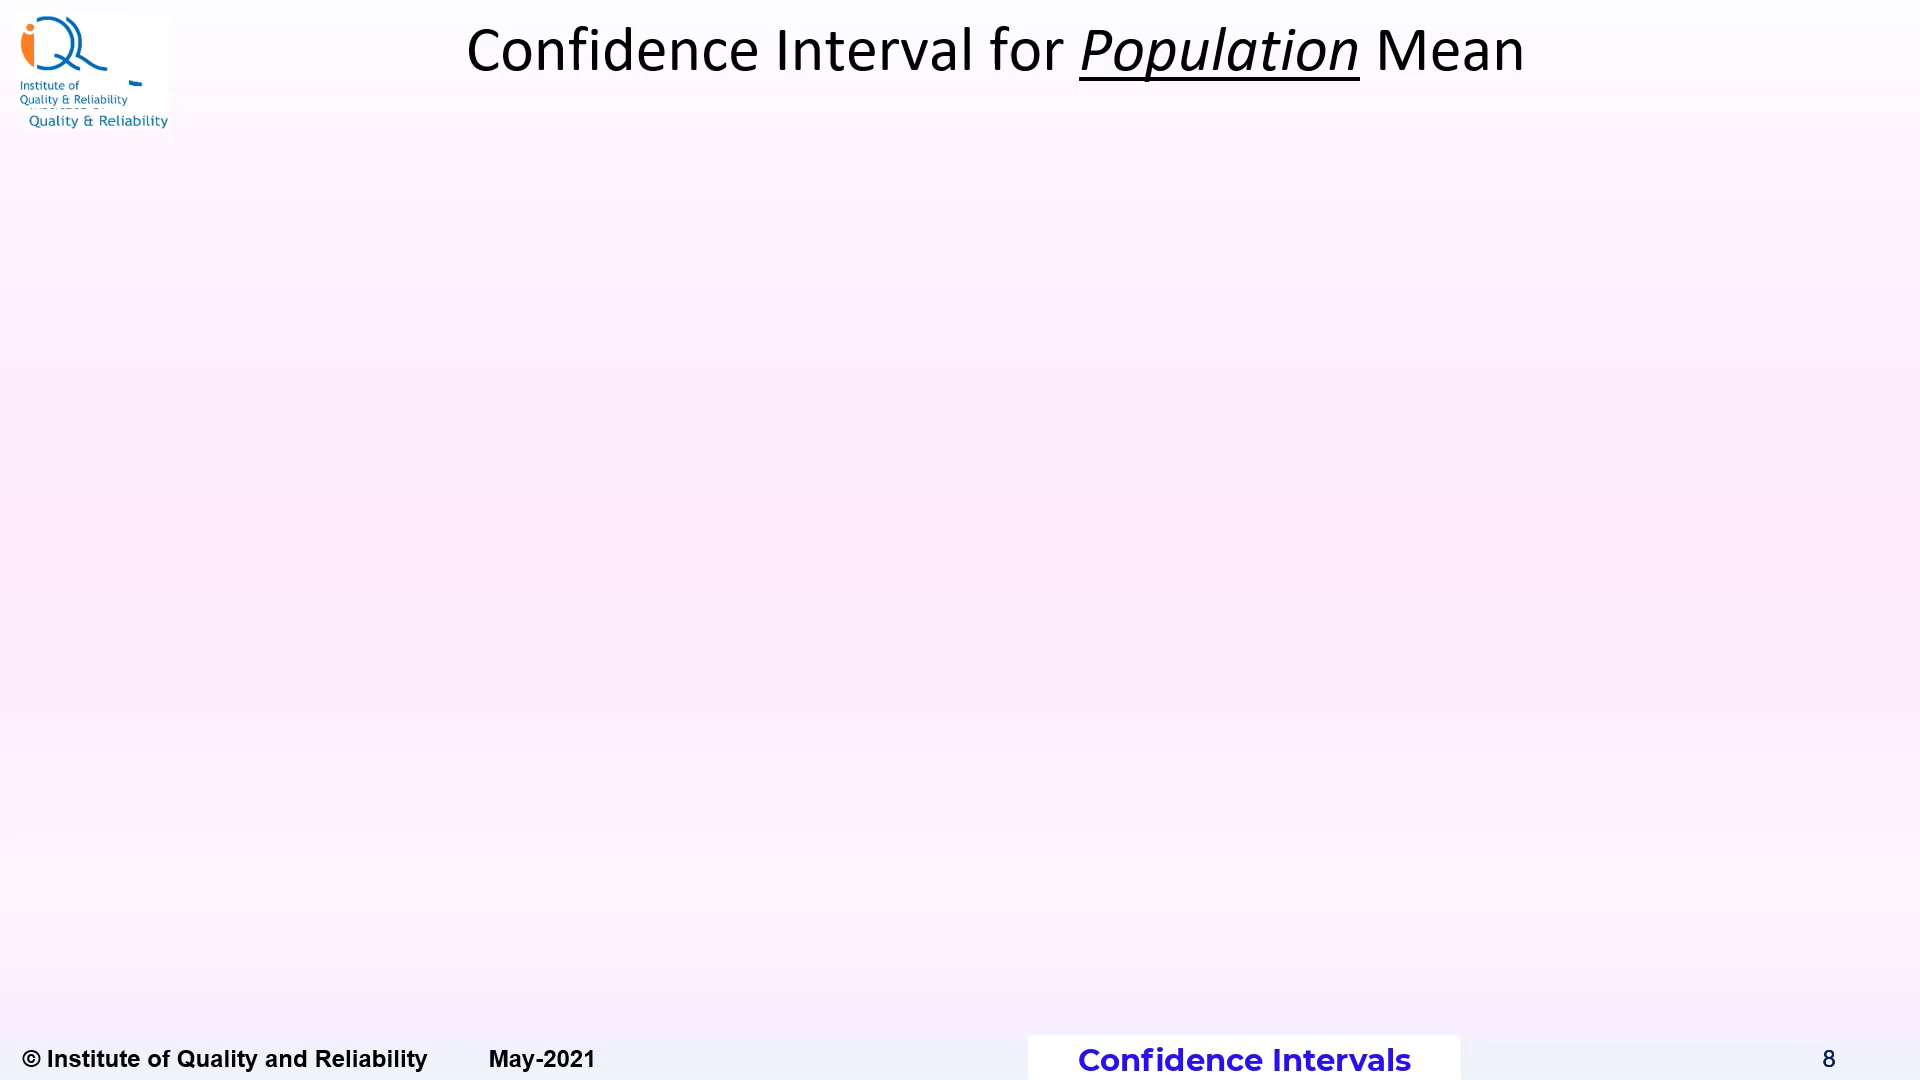 Institute of
Quality & Reliability
Quality & Reliability
Confidence Interval for Population Mean
© Institute of Quality and Reliability May-2021 Confidence Intervals 8